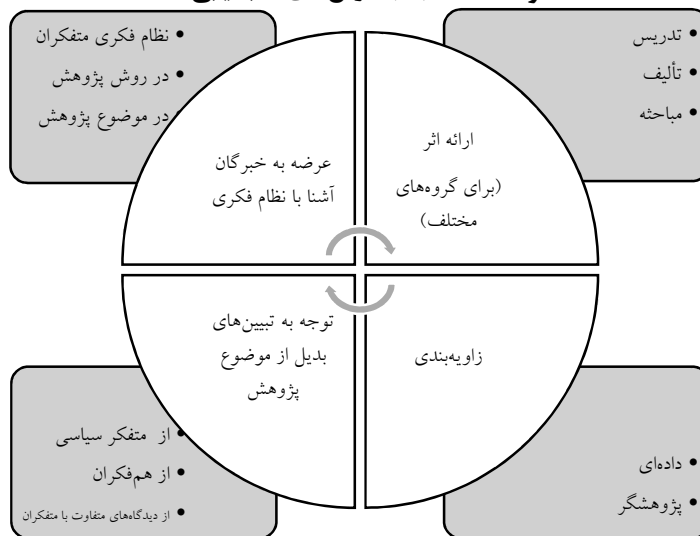 • تدریس
• تألیف
• مباحثه
ارائه اثر
(برای گروه‌های
مختلف)
• نظام فکری متفکران
• در روش پژوهش
• در موضوع پژوهش
عرضه به خبرگان
آشنا با نظام فکری
زاویه‌بندی
• داده‌ای
• پژوهشگر
توجه به تبیین‌های
بدیل از موضوع
پژوهش
• از متفکر سیاسی
• از هم‌فکران
• از دیدگاه‌های متفاوت با متفکران